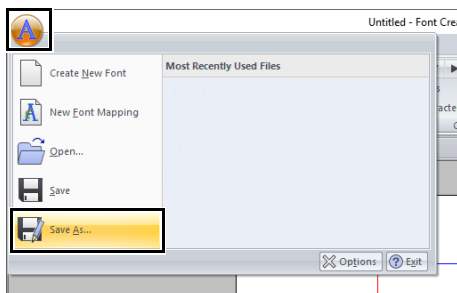 Untitled - Font Crea
A
Create New Font
Most Recently Used Files
A
New Font Mapping
Open...
Save
Save As...
Options
? Exit